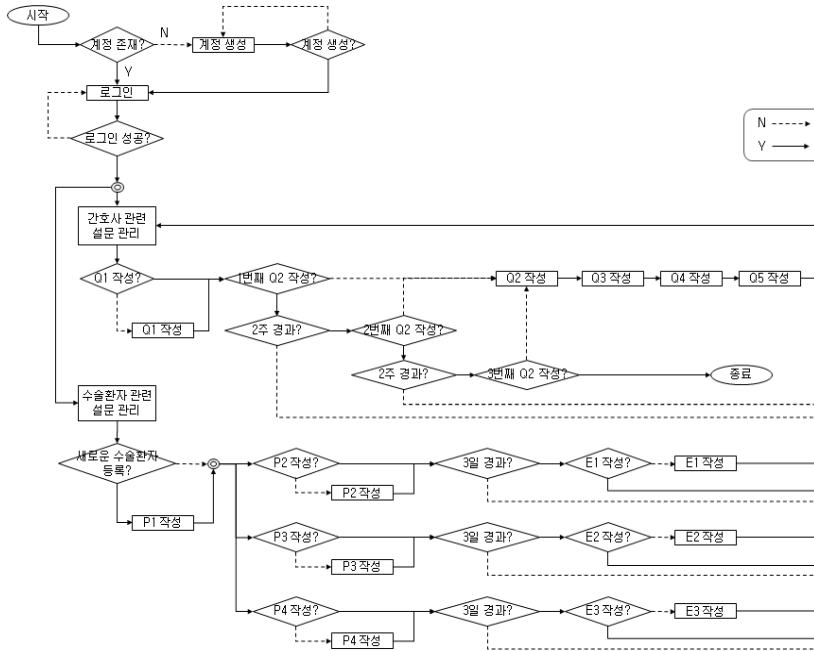 시작
계정 존재?
N
계정 생성
계정 생성?
Y
로그인
로그인 성공?
N
Y
간호사 관련
설문 관리
Q1 작성?
1번째 Q2 작성?
Q2 작성
Q3 작성
Q4 작성
Q5 작성
Q1 작성
2주 경과?
2번째 Q2 작성?
2주 경과?
3번째 Q2 작성?
종료
수술환자 관련
설문 관리
새로운 수술환자
등록?
P2 작성?
3일 경과?
E1 작성?
E1 작성
P2 작성
P1 작성
P3 작성?
3일 경과?
E2 작성?
E2 작성
P3 작성
P4 작성?
3일 경과?
E3 작성?
E3 작성
P4 작성